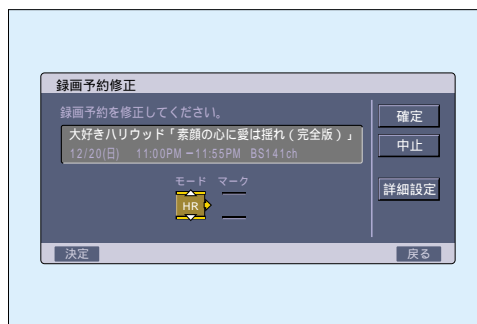 録画予約修正
録画予約を修正してください。
大好きハリウッド「素顔の心に愛は揺れ(完全版)」
12/20(日) 11:00PM－11:55PM BS141ch
モード マーク
HR
確定
中止
詳細設定
決定
戻る